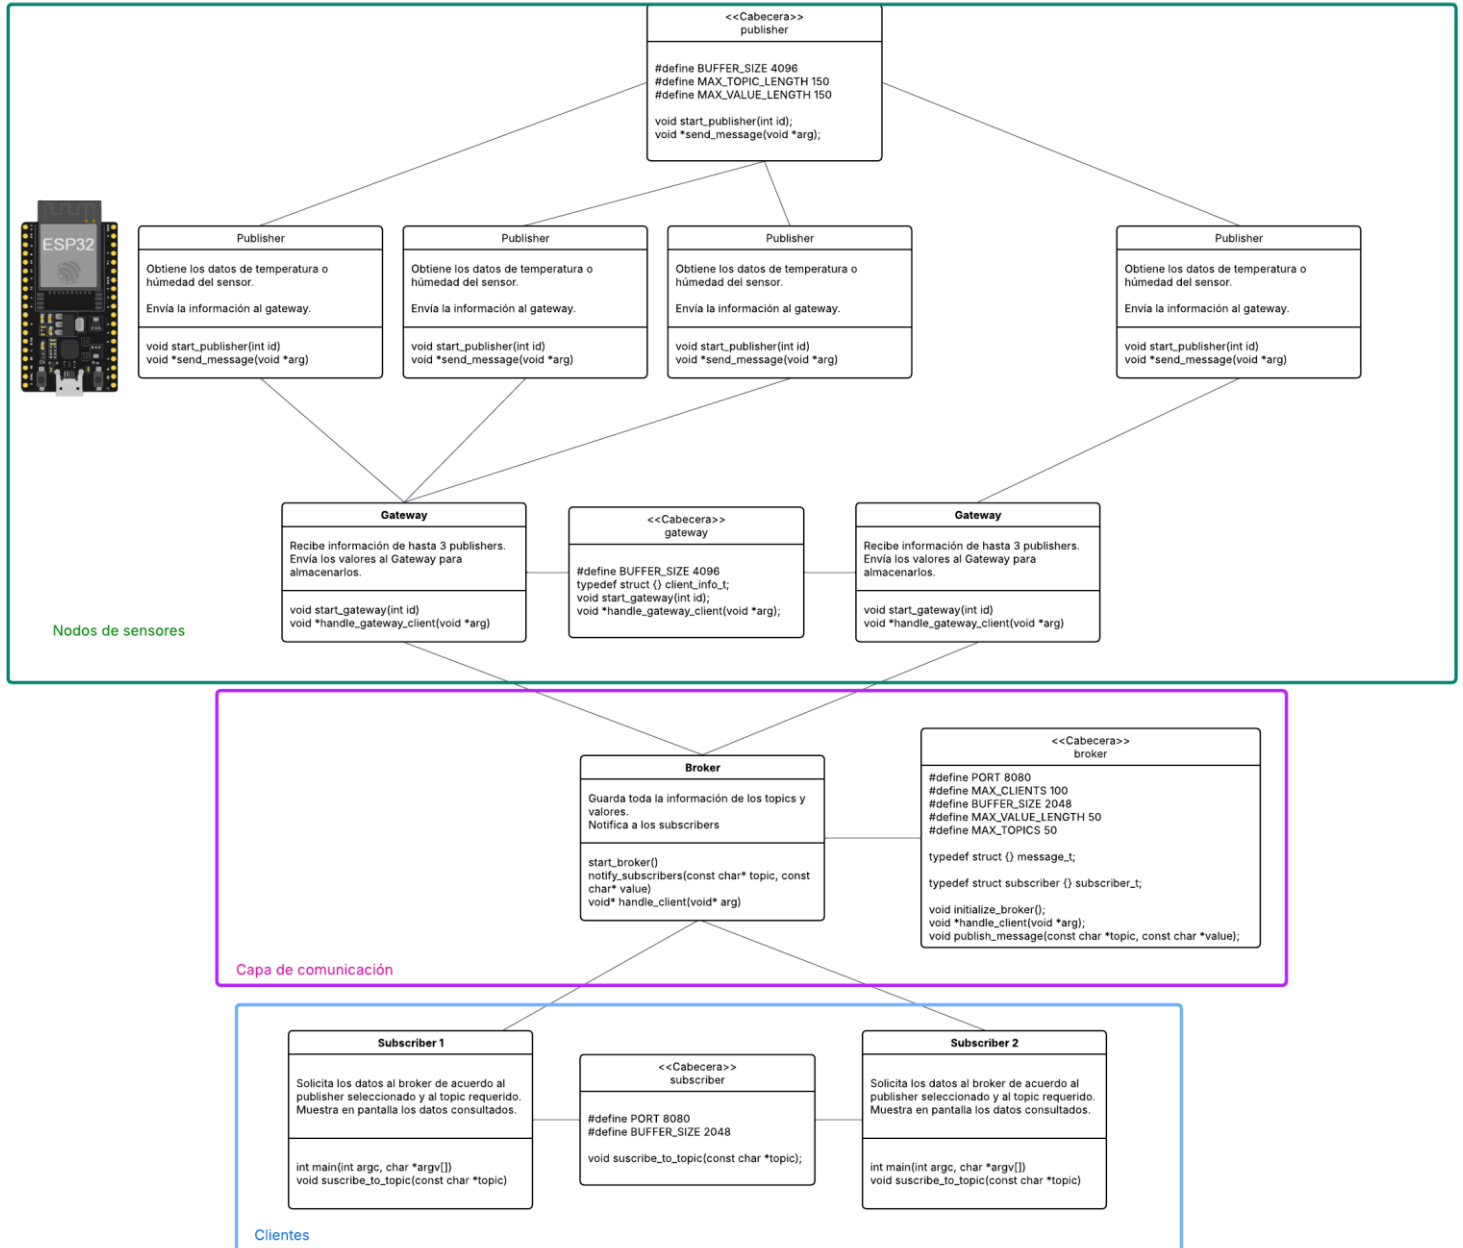 <<Cabecera>>
publisher
#define BUFFER_SIZE 4096
#define MAX_TOPIC_LENGTH 150
#define MAX_VALUE_LENGTH 150
void start_publisher(int id);
void *send_message(void *arg);
ESP32
Publisher
Obtiene los datos de temperatura o
húmedad del sensor.
Envía la información al gateway.
void start_publisher(int id)
void *send_message(void *arg)
Publisher
Obtiene los datos de temperatura o
húmedad del sensor.
Envía la información al gateway.
void start_publisher(int id)
void *send_message(void *arg)
Publisher
Obtiene los datos de temperatura o
húmedad del sensor.
Envía la información al gateway.
void start_publisher(int id)
void *send_message(void *arg)
Publisher
Obtiene los datos de temperatura o
húmedad del sensor.
Envía la información al gateway.
void start_publisher(int id)
void *send_message(void *arg)
Gateway
Recibe información de hasta 3 publishers.
Envía los valores al Gateway para
almacenarlos.
void start_gateway(int id)
void *handle_gateway_client(void *arg)
<<Cabecera>>
gateway
#define BUFFER_SIZE 4096
typedef struct {} client_info_t;
void start_gateway(int id);
void *handle_gateway_client(void *arg);
Gateway
Recibe información de hasta 3 publishers.
Envía los valores al Gateway para
almacenarlos.
void start_gateway(int id)
void *handle_gateway_client(void *arg)
Nodos de sensores
Broker
Guarda toda la información de los topics y
valores.
Notifica a los subscribers
start_broker()
notify_subscribers(const char* topic, const
char* value)
void* handle_client(void* arg)
<<Cabecera>>
broker
#define PORT 8080
#define MAX_CLIENTS 100
#define BUFFER_SIZE 2048
#define MAX_VALUE_LENGTH 50
#define MAX_TOPICS 50
typedef struct {} message_t;
typedef struct subscriber {} subscriber_t;
void initialize_broker();
void *handle_client(void *arg);
void publish_message(const char *topic, const char *value);
Capa de comunicación
Subscriber 1
Solicita los datos al broker de acuerdo al
publisher seleccionado y al topic requerido.
Muestra en pantalla los datos consultados.
int main(int argc, char *argv[])
void suscribe_to_topic(const char *topic)
<<Cabecera>>
subscriber
#define PORT 8080
#define BUFFER_SIZE 2048
void suscribe_to_topic(const char *topic);
Subscriber 2
Solicita los datos al broker de acuerdo al
publisher seleccionado y al topic requerido.
Muestra en pantalla los datos consultados.
int main(int argc, char *argv[])
void suscribe_to_topic(const char *topic)
Clientes